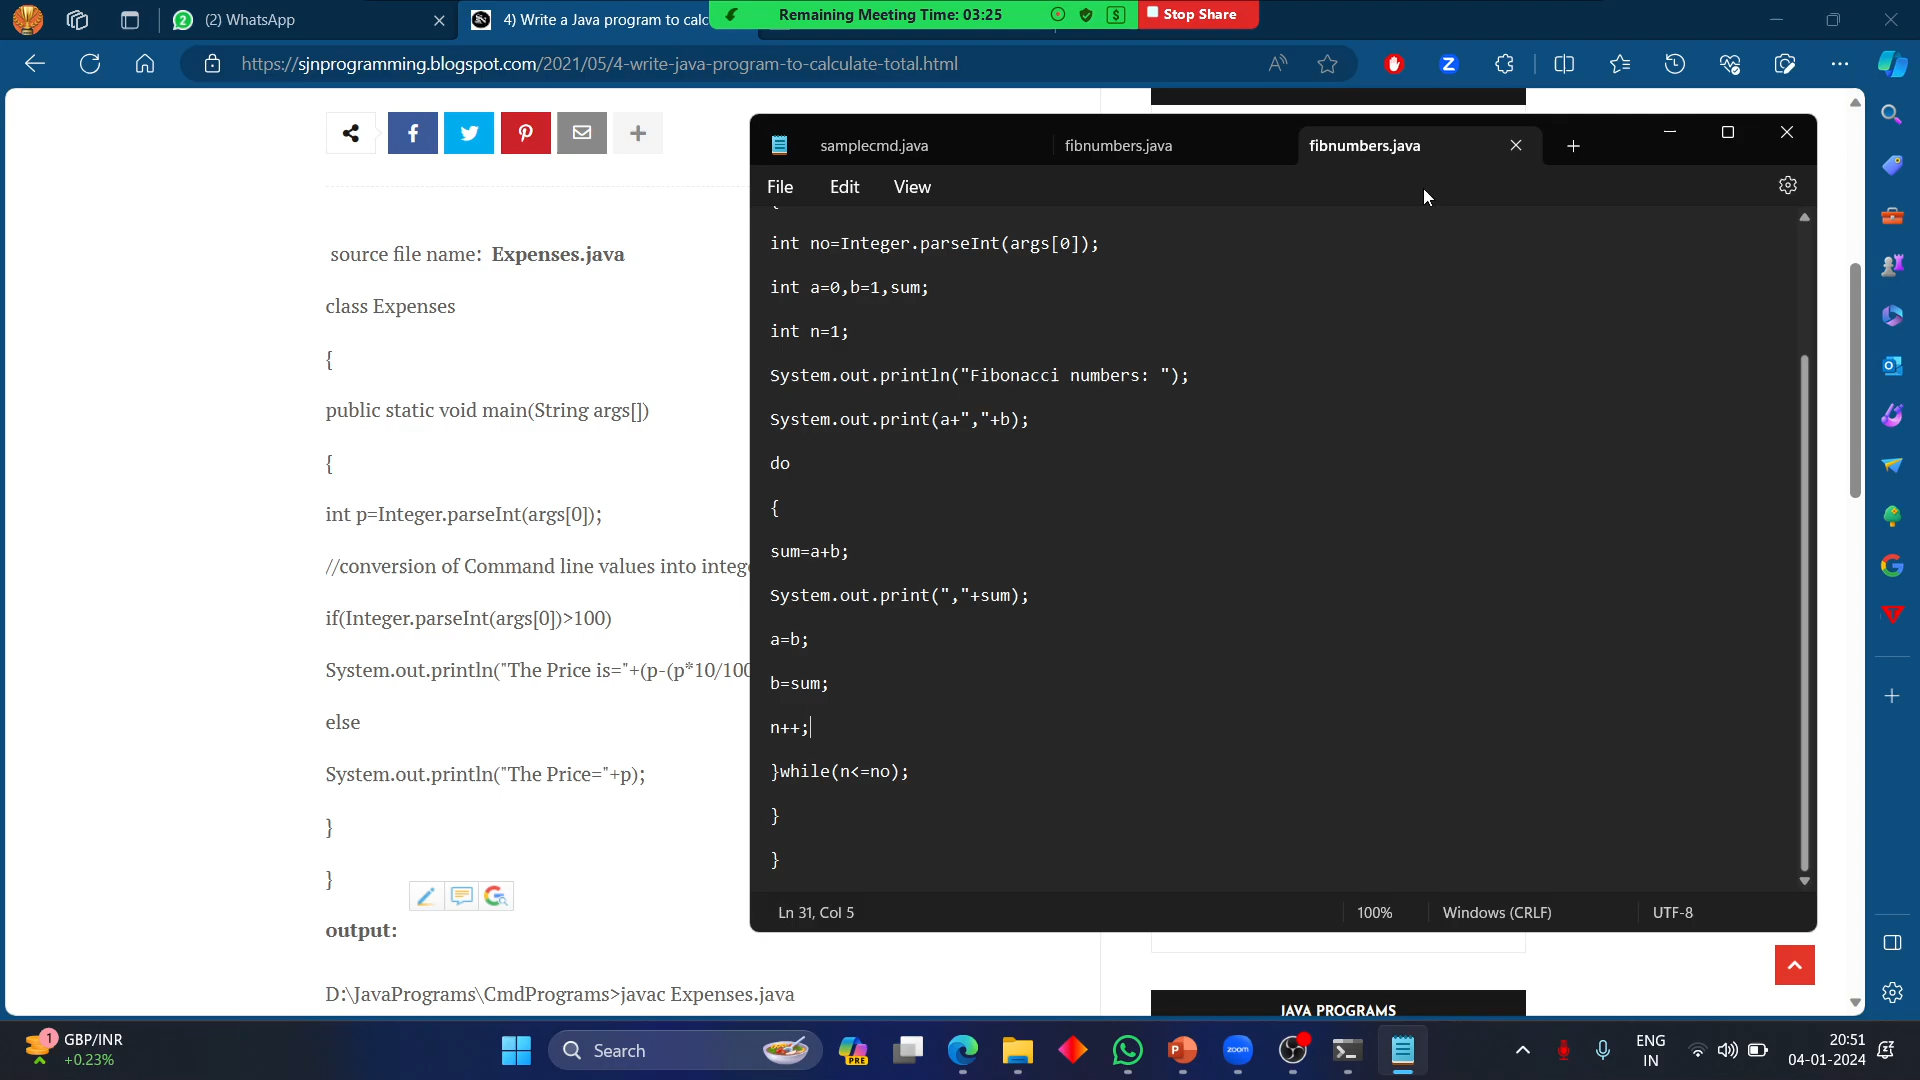 (2) WhatsApp
4) Write a Java program to calc
Remaining Meeting Time: 03:25
Stop Share
https://sjnprogramming.blogspot.com/2021/05/4-write-java-program-to-calculate-total.html
source file name: Expenses.java
class Expenses
{
public static void main(String args[])
{
int p=Integer.parseInt(args[0]);
//conversion of Command line values into intege
if(Integer.parseInt(args[0])>100)
System.out.println("The Price is="+(p-(p*10/100
else
System.out.println("The Price="+p);
}
}
output:
D:\JavaPrograms\CmdPrograms>javac Expenses.java
samplecmd.java
fibnumbers.java
fibnumbers.java
File Edit View
int no=Integer.parseInt(args[0]);
int a=0,b=1,sum;
int n=1;
System.out.println("Fibonacci numbers: ");
System.out.print(a+","+b);
do
{
sum=a+b;
System.out.print(","+sum);
a=b;
b=sum;
n++;
}while(n<=no);
}
}
Ln 31, Col 5
100%
Windows (CRLF)
UTF-8
JAVA PROGRAMS
1
GBP/INR
+0.23%
Search
PRE
zoom
ENG
IN
20:51
04-01-2024